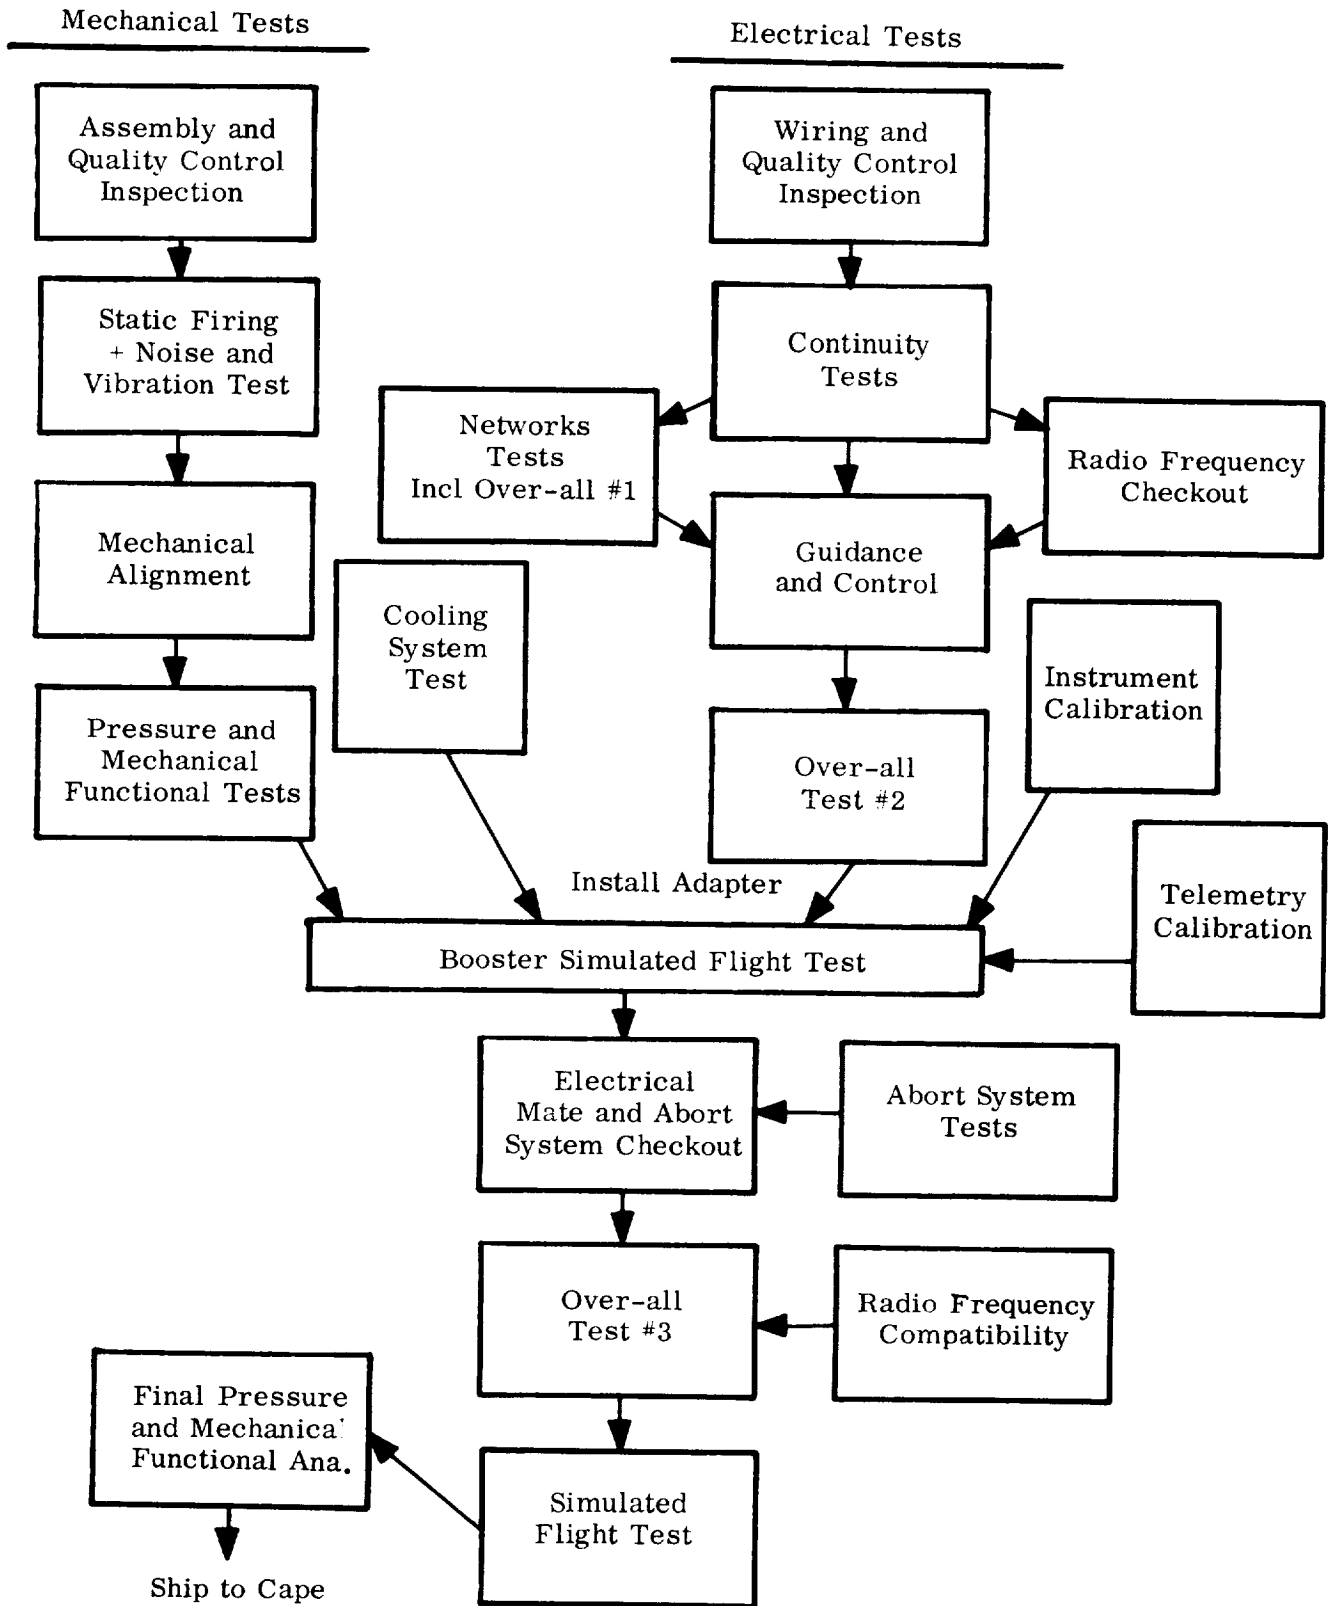 Mechanical Tests
Electrical Tests
Assembly and
Quality Control
Inspection
Wiring and
Quality Control
Inspection
Static Firing
+ Noise and
Vibration Test
Continuity
Tests
Networks
Tests
Incl Over-all #1
Radio Frequency
Checkout
Mechanical
Alignment
Guidance
and Control
Cooling
System
Test
Instrument
Calibration
Pressure and
Mechanical
Functional Tests
Over-all
Test #2
Install Adapter
Telemetry
Calibration
Booster Simulated Flight Test
Electrical
Mate and Abort
System Checkout
Abort System
Tests
Over-all
Test #3
Radio Frequency
Compatibility
Final Pressure
and Mechanical
Functional Ana.
Simulated
Flight Test
Ship to Cape